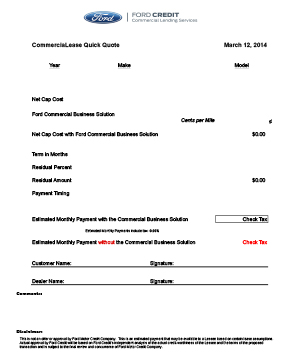 Ford
FORD CREDIT
Commercial Lending Services
CommerciaLease Quick Quote March 12, 2014
Year Make Model
Net Cap Cost
Ford Commercial Business Solution
Cents per Mile ¢
Net Cap Cost with Ford Commercial Business Solution $0.00
Term in Months
Residual Percent
Residual Amount $0.00
Payment Timing
Estimated Monthly Payment with the Commercial Business Solution Check Tax
Estimated Monthly Payments include tax: 0.00%
Estimated Monthly Payment without the Commercial Business Solution Check Tax
Customer Name: Signature:
Dealer Name: Signature:
Comments:
Disclaimer:
This is not an offer or approval by Ford Motor Credit Company. This is an estimated payment that may be available to a Lessee based on certain lease assumptions.
Actual approval by Ford Credit will be based on Ford Credit's independent analysis of the actual creditworthiness of the Lessee and the terms of the proposed
transaction and is subject to the final review and concurrence of Ford Motor Credit Company.